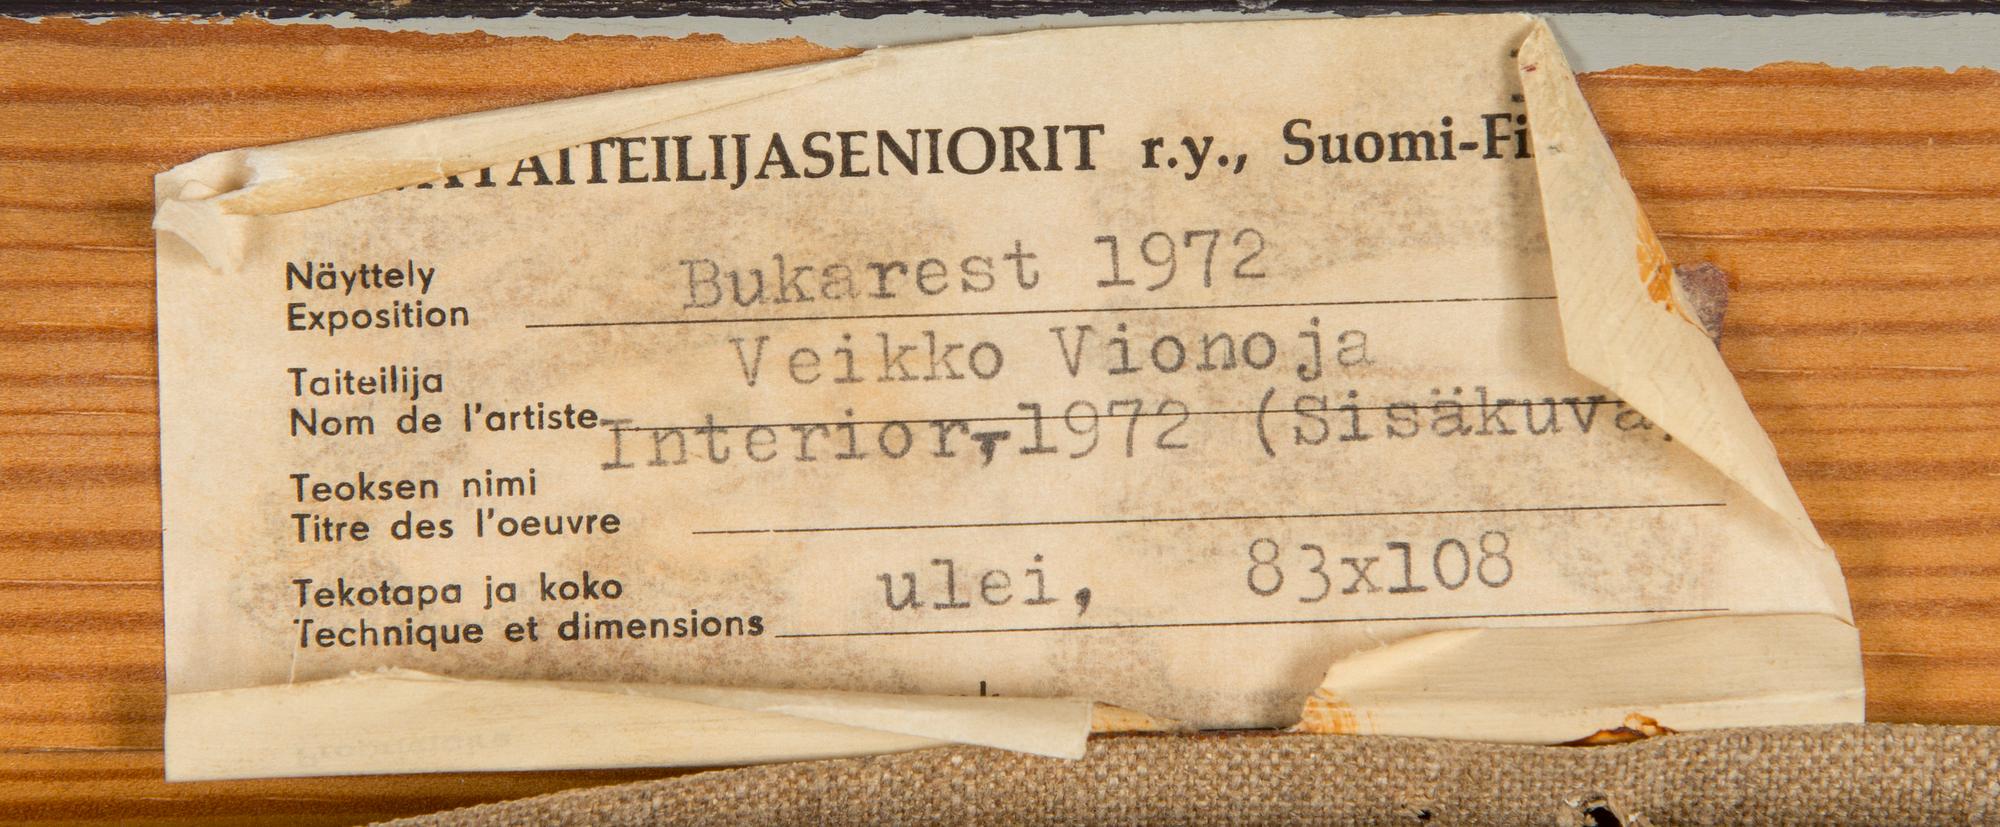 TAITEILIJASENIORIT r.y., Suomi-Fi
Näyttely
Bukarest 1972
Exposition
Veikko Vionoja
Taiteilija
Nom de l'artiste
Interior, 1972 (Sisäkuva)
Teoksen nimi
Titre des l'oeuvre
Tekotapa ja koko
ulei, 83x108
Technique et dimensions